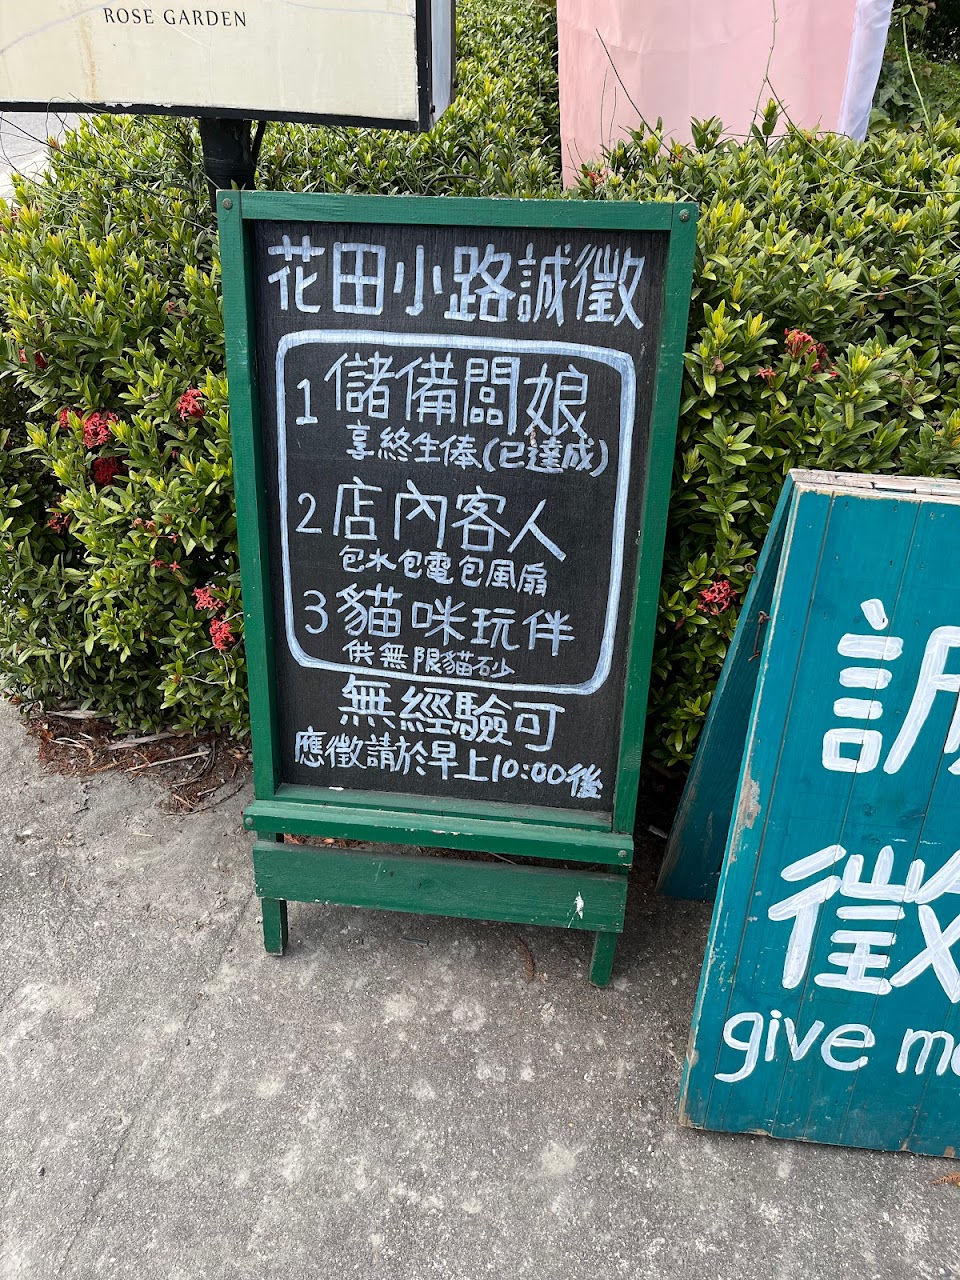 ROSE GARDEN
花田小路誠徵
1 儲備闆娘
享終生俸(已達成)
2 店內客人
包水包電包風扇
3 貓咪玩伴
供無限貓砂
無經驗可
應徵請於早上10:00後
誠
徵
give me